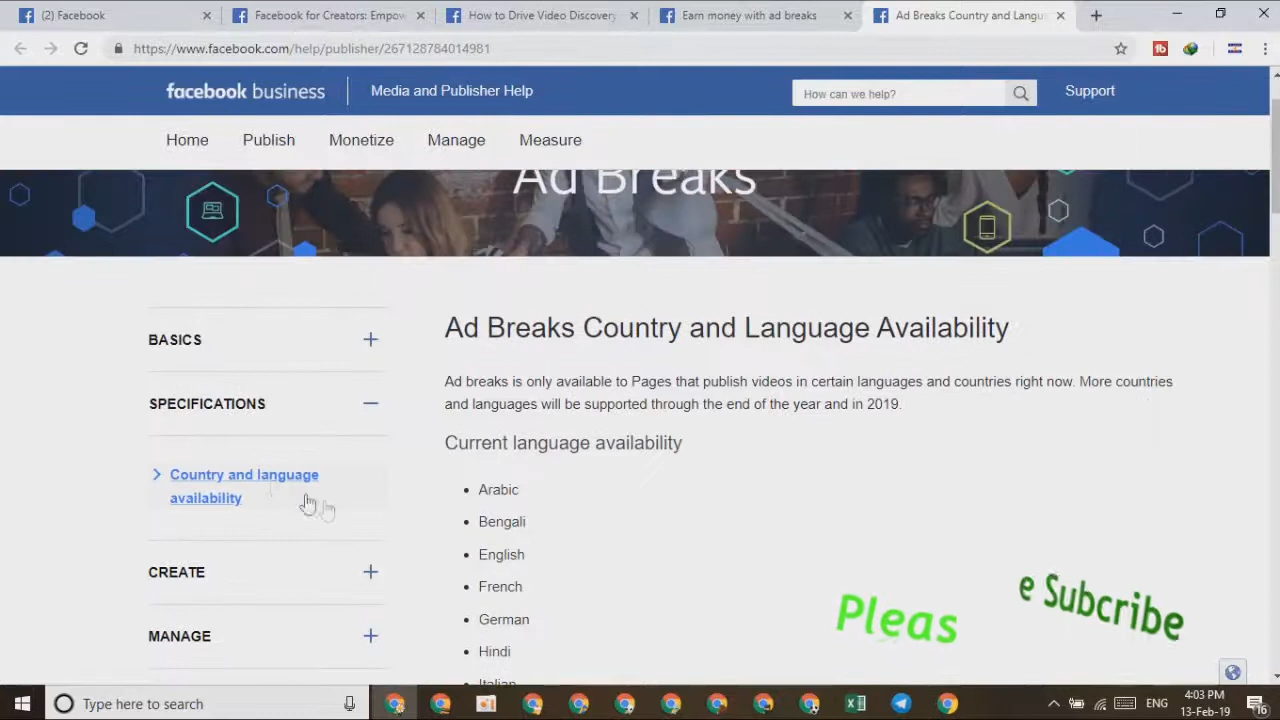 (2) Facebook
Facebook for Creators: Empow
How to Drive Video Discovery
Earn money with ad breaks
Ad Breaks Country and Langu
https://www.facebook.com/help/publisher/267128784014981
facebook business
Media and Publisher Help
How can we help?
Support
Home
Publish
Monetize
Manage
Measure
Ad Breaks
BASICS
SPECIFICATIONS
Country and language
availability
CREATE
MANAGE
Ad Breaks Country and Language Availability
Ad breaks is only available to Pages that publish videos in certain languages and countries right now. More countries
and languages will be supported through the end of the year and in 2019.
Current language availability
Arabic
Bengali
English
French
German
Hindi
Italian
Pleas e Subcribe
Type here to search
ENG
4:03 PM
13-Feb-19
16